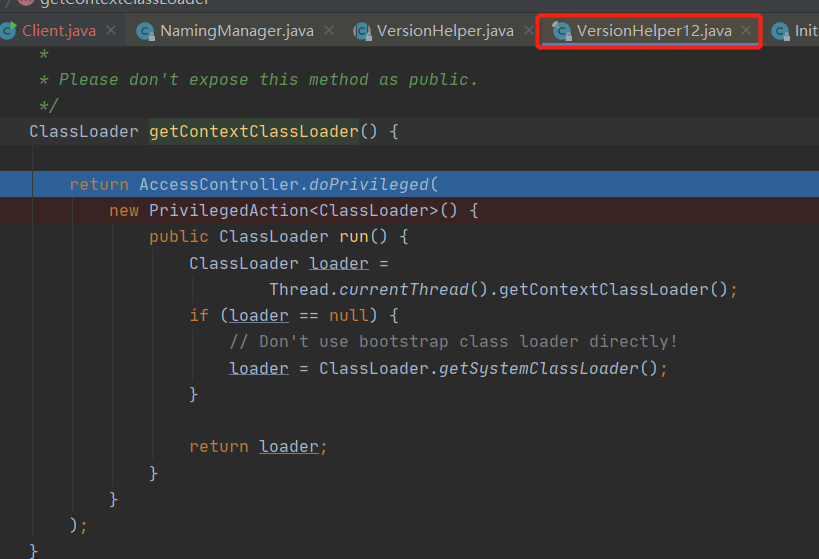 getContextClassLoader
Client.java NamingManager.java VersionHelper.java VersionHelper12.java Init
*
* Please don't expose this method as public.
*/
ClassLoader getContextClassLoader() {
return AccessController.doPrivileged(
new PrivilegedAction<ClassLoader>() {
public ClassLoader run() {
ClassLoader loader =
Thread.currentThread().getContextClassLoader();
if (loader == null) {
// Don't use bootstrap class loader directly!
loader = ClassLoader.getSystemClassLoader();
}
return loader;
}
}
);
}